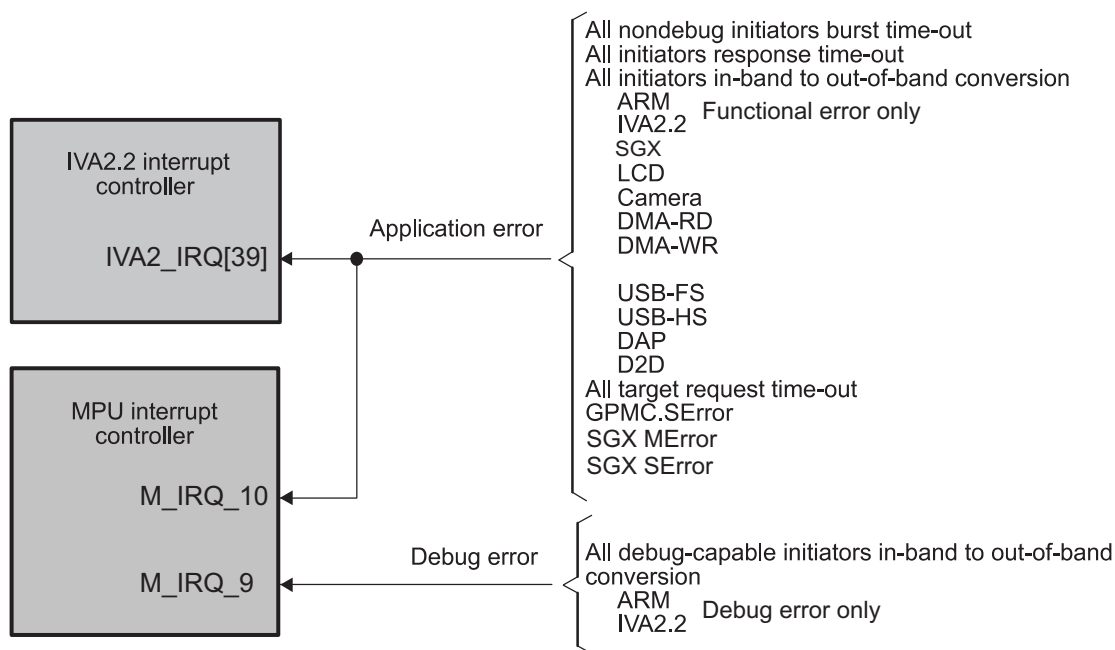 All nondebug initiators burst time-out
All initiators response time-out
All initiators in-band to out-of-band conversion
ARM
IVA2.2
Functional error only
SGX
LCD
Camera
DMA-RD
DMA-WR
USB-FS
USB-HS
DAP
D2D
All target request time-out
GPMC.SError
SGX MError
SGX SError
IVA2.2 interrupt
controller
IVA2_IRQ[39]
Application error
MPU interrupt
controller
M_IRQ_10
M_IRQ_9
Debug error
All debug-capable initiators in-band to out-of-band
conversion
ARM
IVA2.2
Debug error only